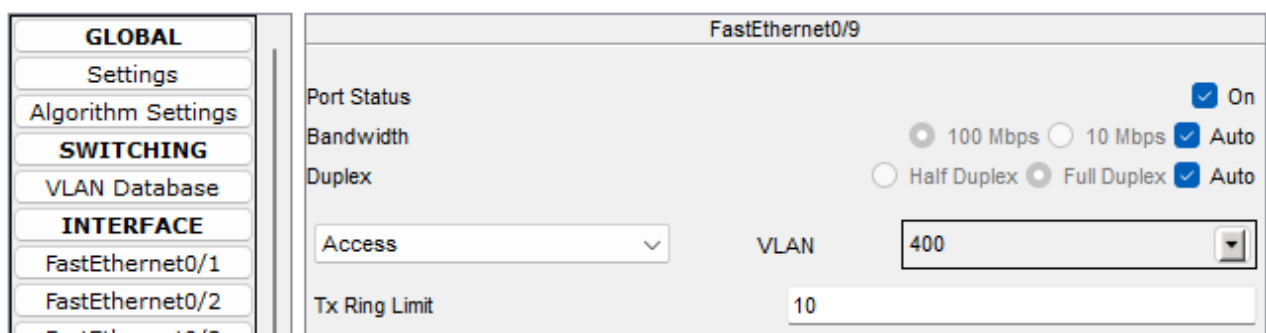 GLOBAL
Settings
Algorithm Settings
SWITCHING
VLAN Database
INTERFACE
FastEthernet0/1
FastEthernet0/2
FastEthernet0/9
Port Status On
Bandwidth 100 Mbps 10 Mbps Auto
Duplex Half Duplex Full Duplex Auto
Access VLAN 400
Tx Ring Limit 10